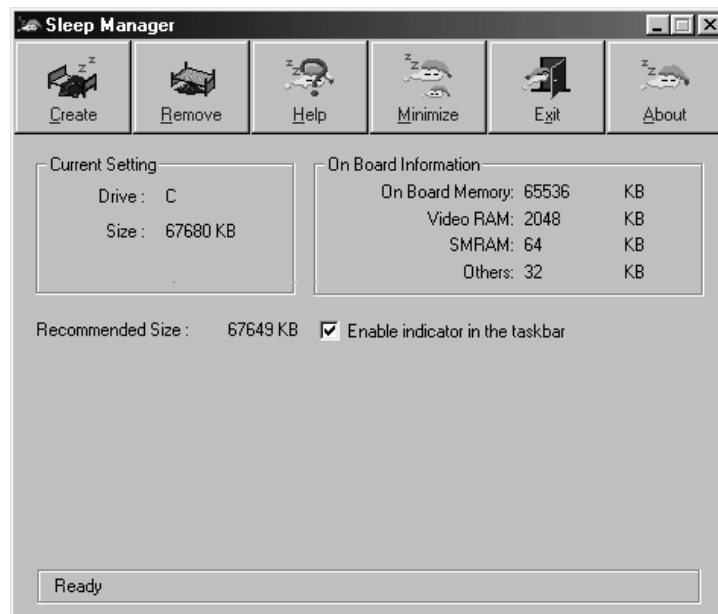 Sleep Manager
Create Remove Help Minimize Exit About
Current Setting
Drive : C
Size : 67680 KB
On Board Information
On Board Memory: 65536 KB
Video RAM: 2048 KB
SMRAM: 64 KB
Others: 32 KB
Recommended Size : 67649 KB Enable indicator in the taskbar
Ready